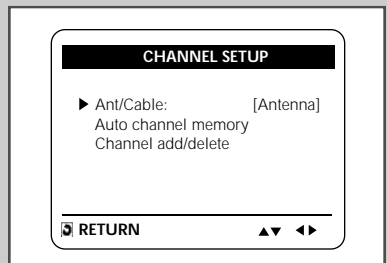 CHANNEL SETUP
▶ Ant/Cable: [Antenna]
Auto channel memory
Channel add/delete
RETURN ▲▼ ◀▶